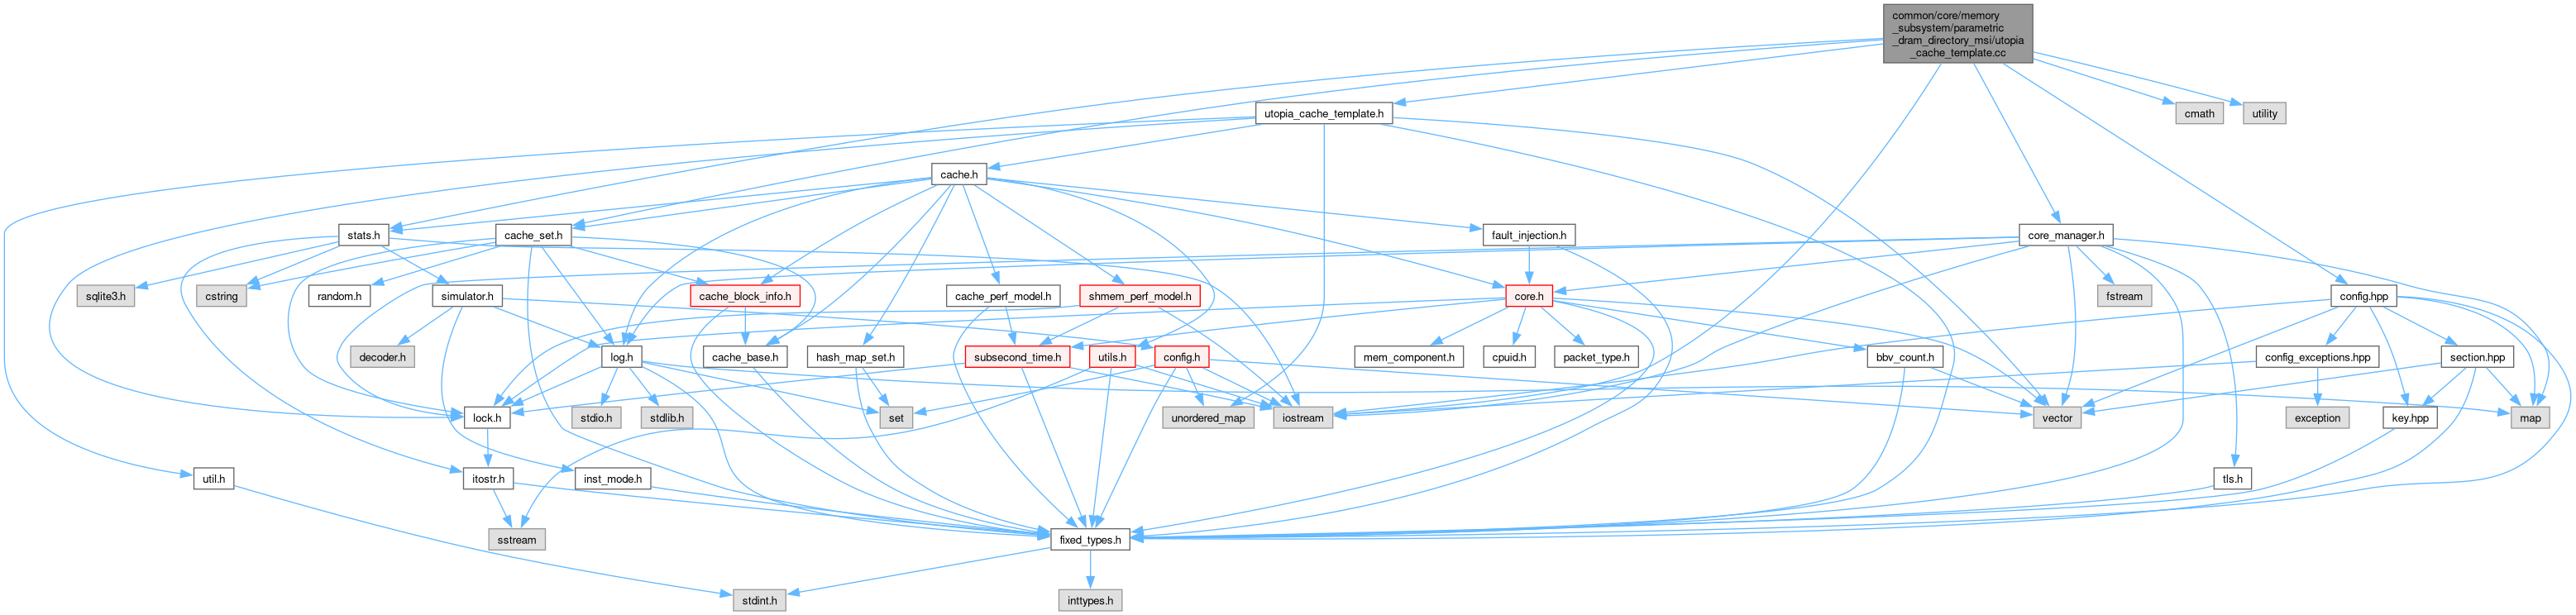 common/core/memory
_subsystem/parametric
_dram_directory_msi/utopia
_cache_template.cc
utopia_cache_template.h
cmath
utility
cache.h
stats.h
cache_set.h
fault_injection.h
core_manager.h
sqlite3.h
cstring
random.h
simulator.h
cache_block_info.h
cache_perf_model.h
shmem_perf_model.h
core.h
fstream
config.hpp
decoder.h
log.h
cache_base.h
hash_map_set.h
subsecond_time.h
utils.h
config.h
mem_component.h
cpuid.h
packet_type.h
bbv_count.h
config_exceptions.hpp
section.hpp
lock.h
stdio.h
stdlib.h
set
unordered_map
iostream
vector
exception
key.hpp
map
util.h
itostr.h
inst_mode.h
tls.h
sstream
fixed_types.h
stdint.h
inttypes.h